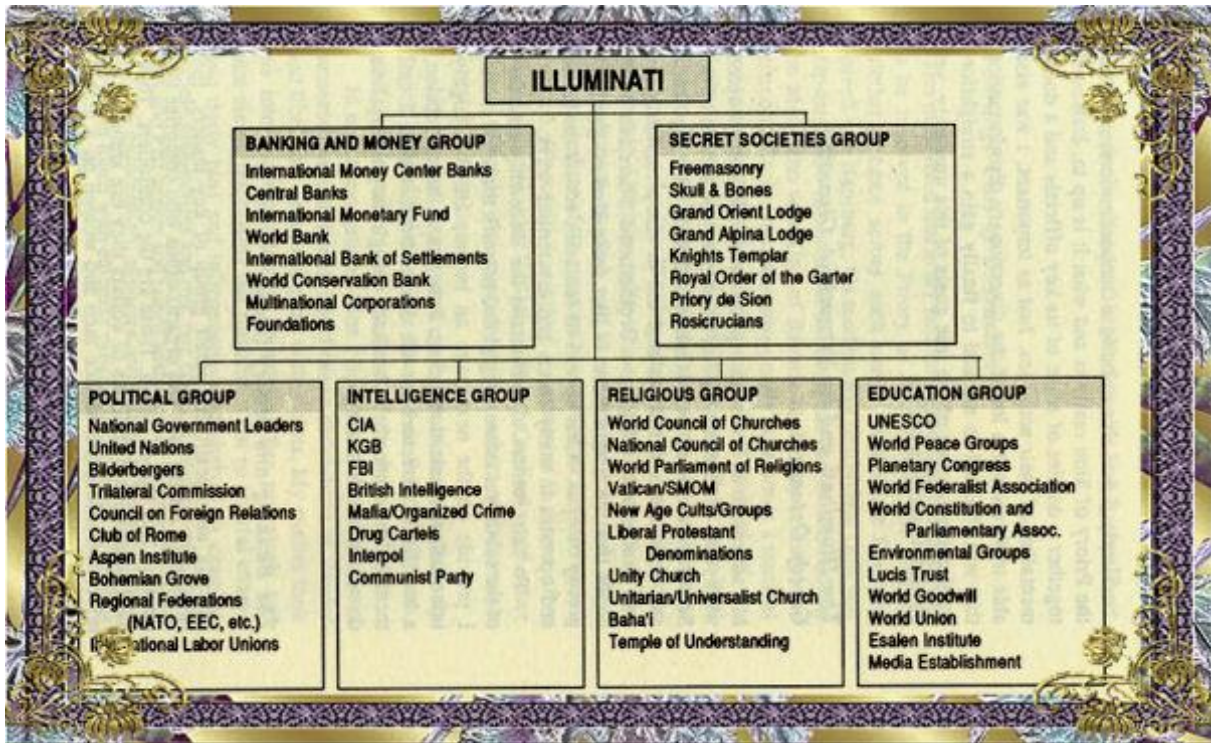 ILLUMINATI
BANKING AND MONEY GROUP
International Money Center Banks
Central Banks
International Monetary Fund
World Bank
International Bank of Settlements
World Conservation Bank
Multinational Corporations
Foundations
SECRET SOCIETIES GROUP
Freemasonry
Skull & Bones
Grand Orient Lodge
Grand Alpina Lodge
Knights Templar
Royal Order of the Garter
Priory de Sion
Rosicrucians
POLITICAL GROUP
National Government Leaders
United Nations
Bilderbergers
Trilateral Commission
Council on Foreign Relations
Club of Rome
Aspen Institute
Bohemian Grove
Regional Federations
(NATO, EEC, etc.)
International Labor Unions
INTELLIGENCE GROUP
CIA
KGB
FBI
British Intelligence
Mafia/Organized Crime
Drug Cartels
Interpol
Communist Party
RELIGIOUS GROUP
World Council of Churches
National Council of Churches
World Parliament of Religions
Vatican/SMOM
New Age Cults/Groups
Liberal Protestant
Denominations
Unity Church
Unitarian/Universalist Church
Baha'i
Temple of Understanding
EDUCATION GROUP
UNESCO
World Peace Groups
Planetary Congress
World Federalist Association
World Constitution and
Parliamentary Assoc.
Environmental Groups
Lucis Trust
World Goodwill
World Union
Esalen Institute
Media Establishment